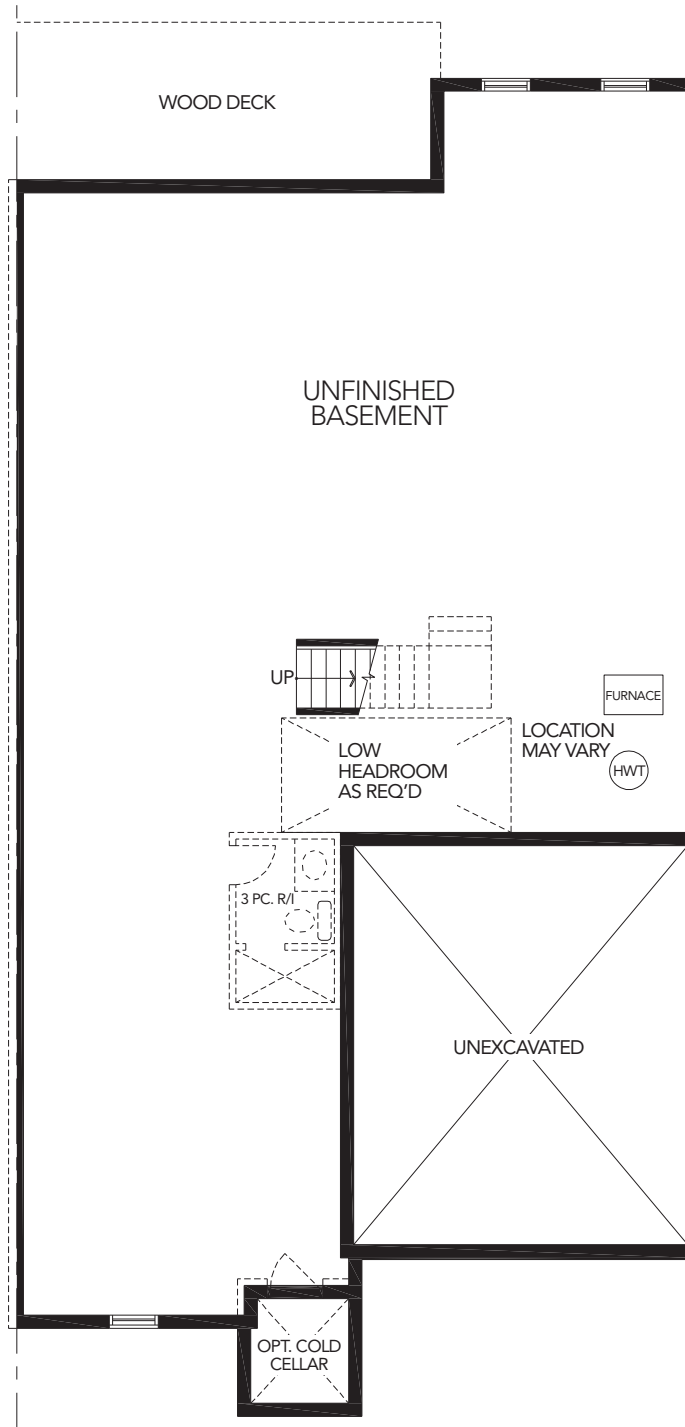 WOOD DECK
UNFINISHED
BASEMENT
UP
FURNACE
LOCATION
MAY VARY
HWT
LOW
HEADROOM
AS REQ'D
3 PC. R/I
UNEXCAVATED
OPT. COLD
CELLAR